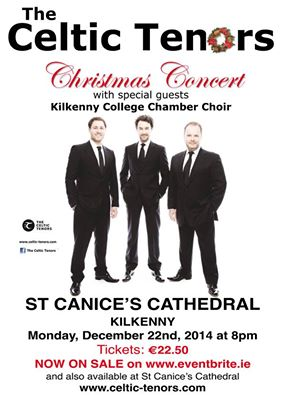 The
Celtic Tenors
Christmas Concert
with special guests
Kilkenny College Chamber Choir
THE
CELTIC
TENORS
www.celtic-tenors.com
The Celtic Tenors
ST CANICE'S CATHEDRAL
KILKENNY
Monday, December 22nd, 2014 at 8pm
Tickets: €22.50
NOW ON SALE on www.eventbrite.ie
and also available at St Canice's Cathedral
www.celtic-tenors.com